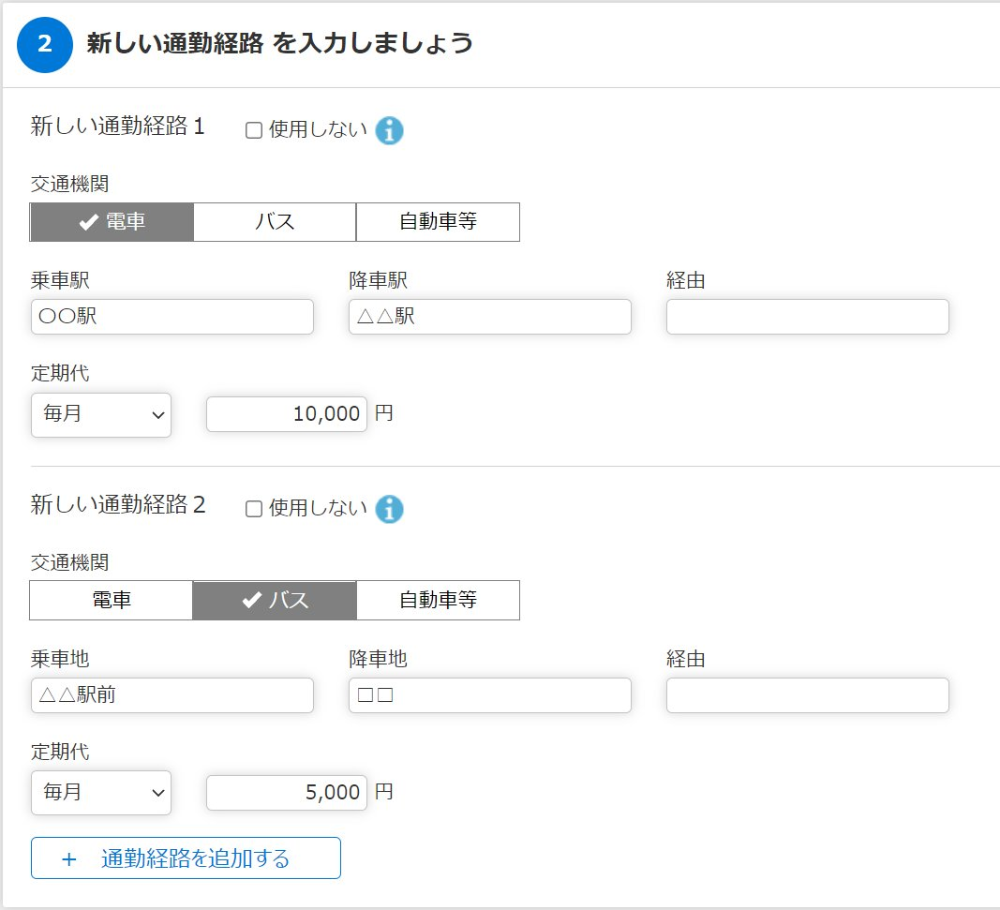 2 新しい通勤経路 を入力しましょう
新しい通勤経路1 使用しない
交通機関
電車 バス 自動車等
乗車駅 降車駅 経由
〇〇駅 △△駅
定期代
毎月 10,000 円
新しい通勤経路2 使用しない
交通機関
電車 バス 自動車等
乗車地 降車地 経由
△△駅前 □□
定期代
毎月 5,000 円
+ 通勤経路を追加する